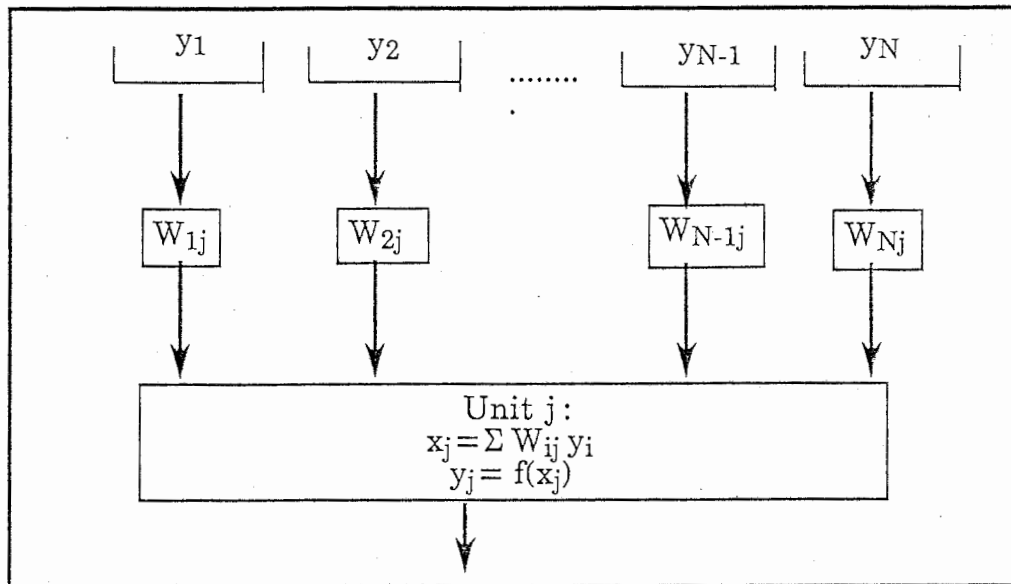 y1 y2 ......... yN-1 yN
.
W1j W2j WN-1j WNj
Unit j:
xj = Σ Wij yi
yj = f(xj)